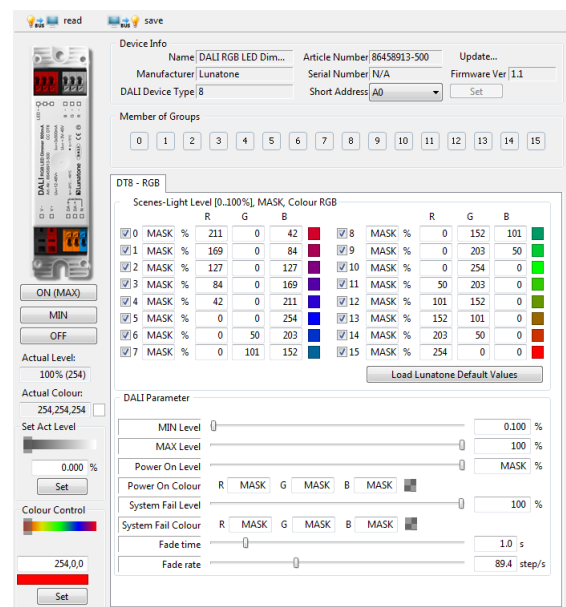 read save
Device Info
Name DALI RGB LED Dim... Article Number 86458913-500 Update...
Manufacturer Lunatone Serial Number N/A Firmware Ver 1.1
DALI Device Type 8 Short Address A0 Set
Member of Groups
0 1 2 3 4 5 6 7 8 9 10 11 12 13 14 15
DT8 - RGB
Scenes-Light Level [0..100%], MASK, Colour RGB
R G B R G B
0 MASK % 211 0 42 8 MASK % 0 152 101
1 MASK % 169 0 84 9 MASK % 0 203 50
2 MASK % 127 0 127 10 MASK % 0 254 0
3 MASK % 84 0 169 11 MASK % 50 203 0
4 MASK % 42 0 211 12 MASK % 101 152 0
5 MASK % 0 0 254 13 MASK % 152 101 0
6 MASK % 0 50 203 14 MASK % 203 50 0
7 MASK % 0 101 152 15 MASK % 254 0 0
Load Lunatone Default Values
DALI Parameter
MIN Level 0.100 %
MAX Level 100 %
Power On Level MASK %
Power On Colour R MASK G MASK B MASK
System Fail Level 100 %
System Fail Colour R MASK G MASK B MASK
Fade time 1.0 s
Fade rate 89.4 step/s
ON (MAX)
MIN
OFF
Actual Level:
100% (254)
Actual Colour:
254,254,254
Set Act Level
0.000 %
Set
Colour Control
254,0,0
Set